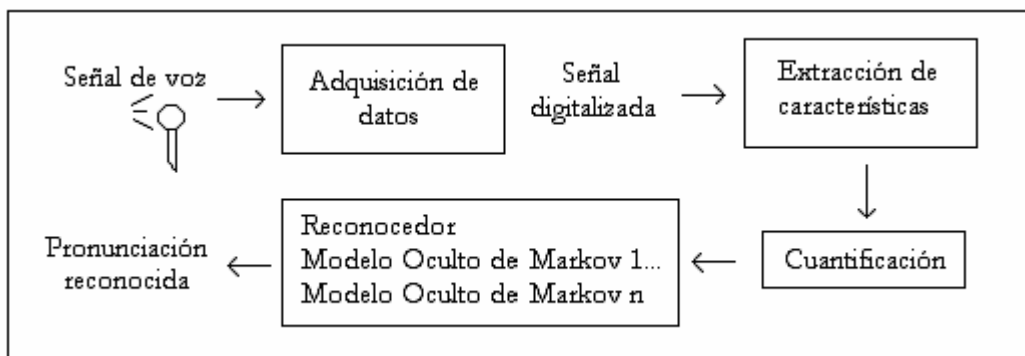 Señal de voz
Adquisición de
datos
Señal
digitalizada
Extracción de
características
Cuantificación
Reconocedor
Modelo Oculto de Markov 1...
Modelo Oculto de Markov n
Pronunciación
reconocida